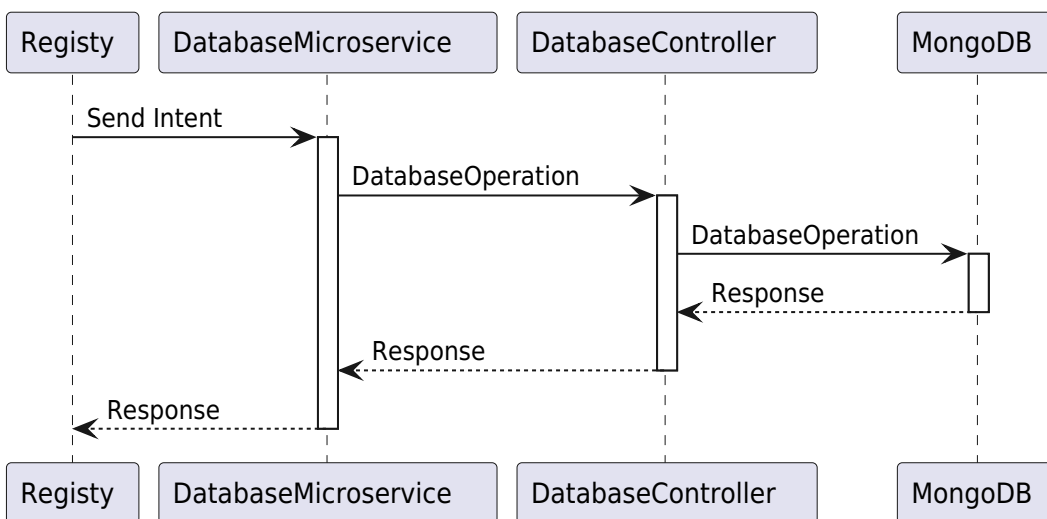 Registy
DatabaseMicroservice
DatabaseController
MongoDB
Send Intent
DatabaseOperation
DatabaseOperation
Response
Response
Response
Registy
DatabaseMicroservice
DatabaseController
MongoDB